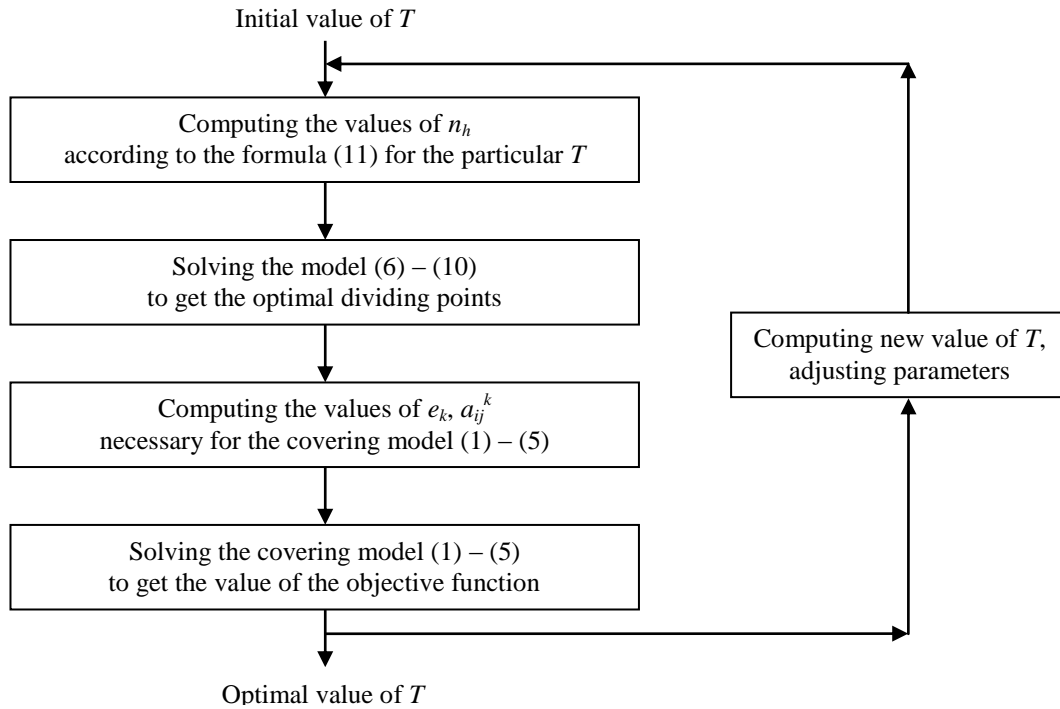 Initial value of T
Computing the values of n_h
according to the formula (11) for the particular T
Solving the model (6) – (10)
to get the optimal dividing points
Computing new value of T,
adjusting parameters
Computing the values of e_k, a_ij^k
necessary for the covering model (1) – (5)
Solving the covering model (1) – (5)
to get the value of the objective function
Optimal value of T